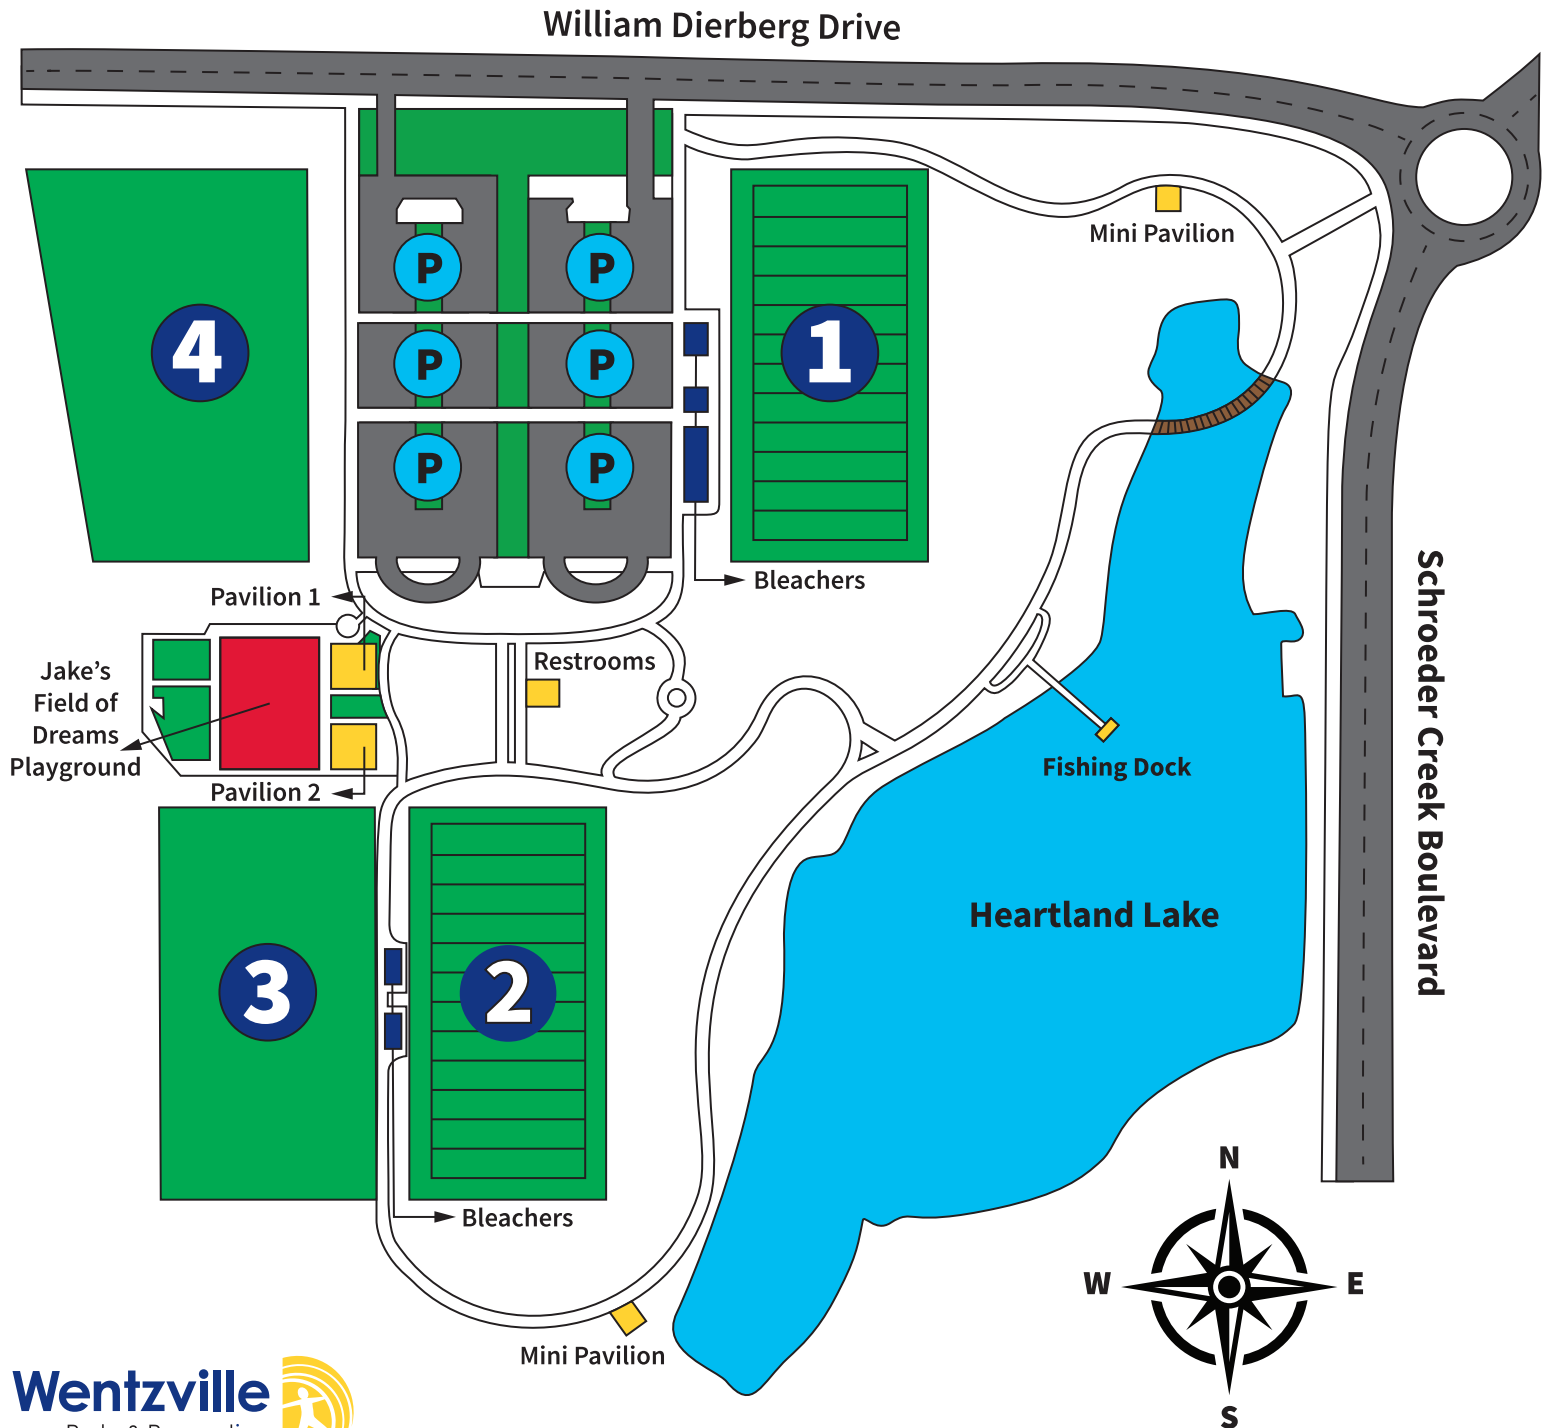 William Dierberg Drive
Mini Pavilion
P
P
4
P
P
1
P
P
Bleachers
Pavilion 1
Restrooms
Jake's
Field of
Dreams
Playground
Pavilion 2
Fishing Dock
Schroeder Creek Boulevard
Heartland Lake
3
2
Bleachers
N
W
E
S
Mini Pavilion
Wentzville